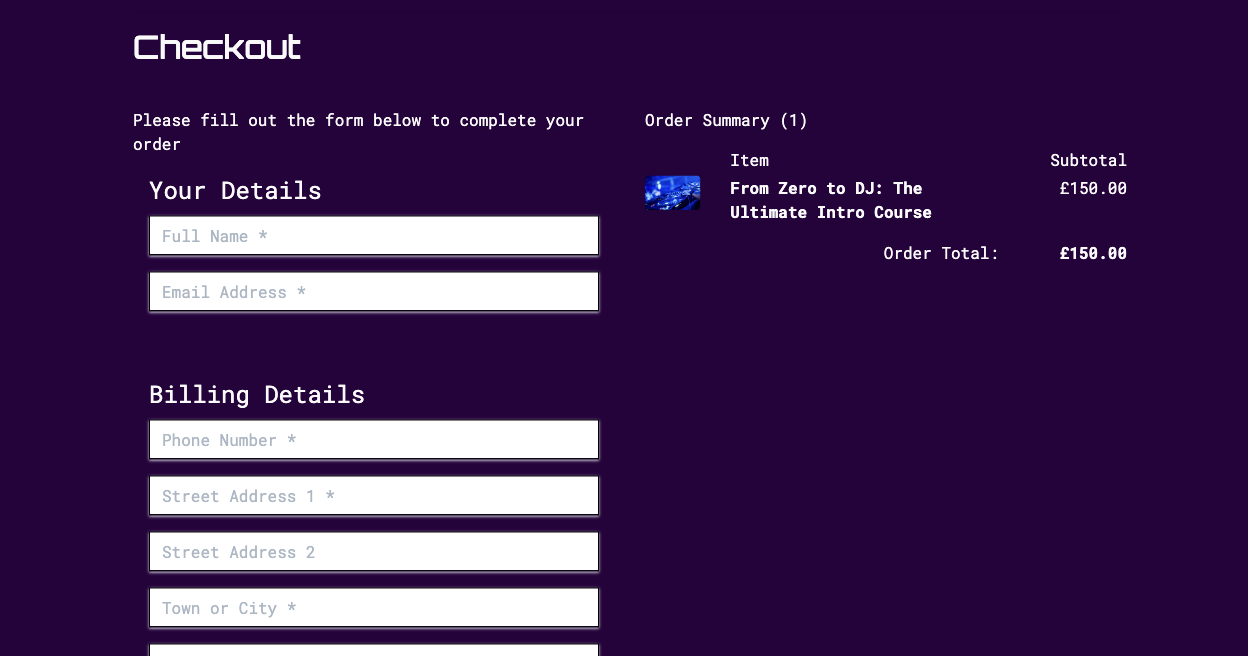 Checkout
Please fill out the form below to complete your
order
Your Details
Full Name *
Email Address *
Billing Details
Phone Number *
Street Address 1 *
Street Address 2
Town or City *
Order Summary (1)
Item Subtotal
From Zero to DJ: The £150.00
Ultimate Intro Course
Order Total: £150.00